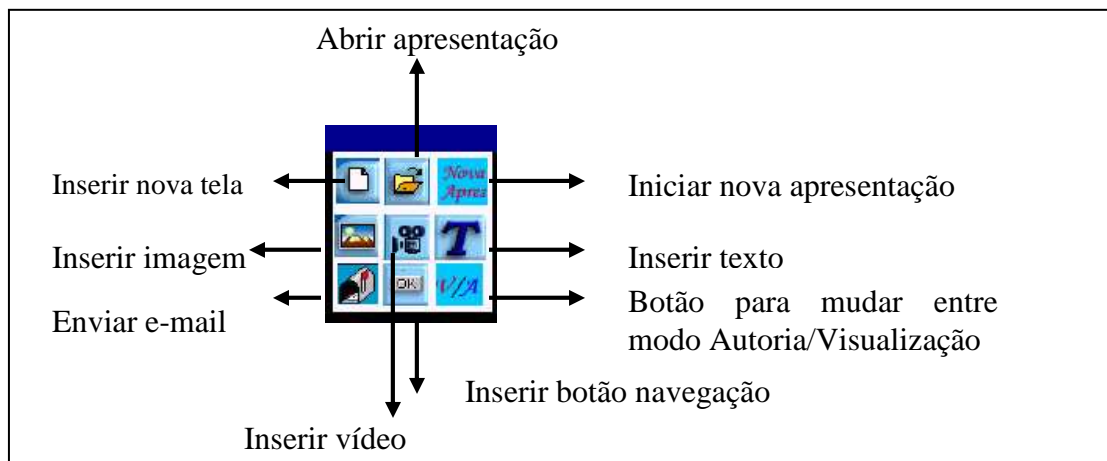 Abrir apresentação
Nova
Apres
Inserir nova tela
Iniciar nova apresentação
T
Inserir imagem
Inserir texto
OK
V/A
Enviar e-mail
Botão para mudar entre
modo Autoria/Visualização
Inserir botão navegação
Inserir vídeo